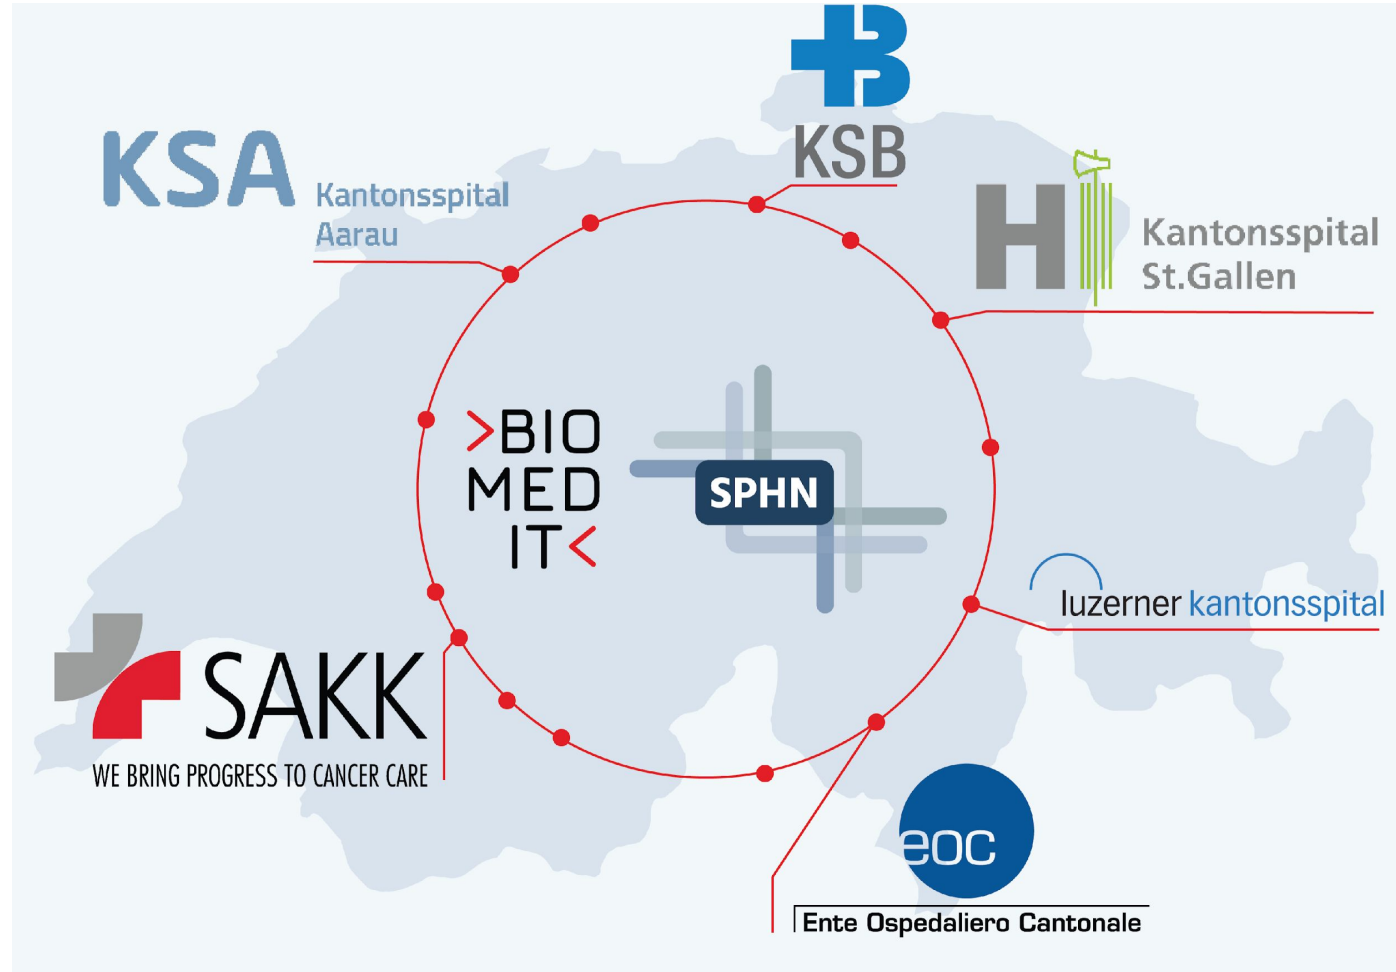 KSB
KSA
Kantonsspital
Aarau
Kantonsspital
St.Gallen
>BIO
MED
IT<
SPHN
luzerner kantonsspital
SAKK
WE BRING PROGRESS TO CANCER CARE
eoc
Ente Ospedaliero Cantonale